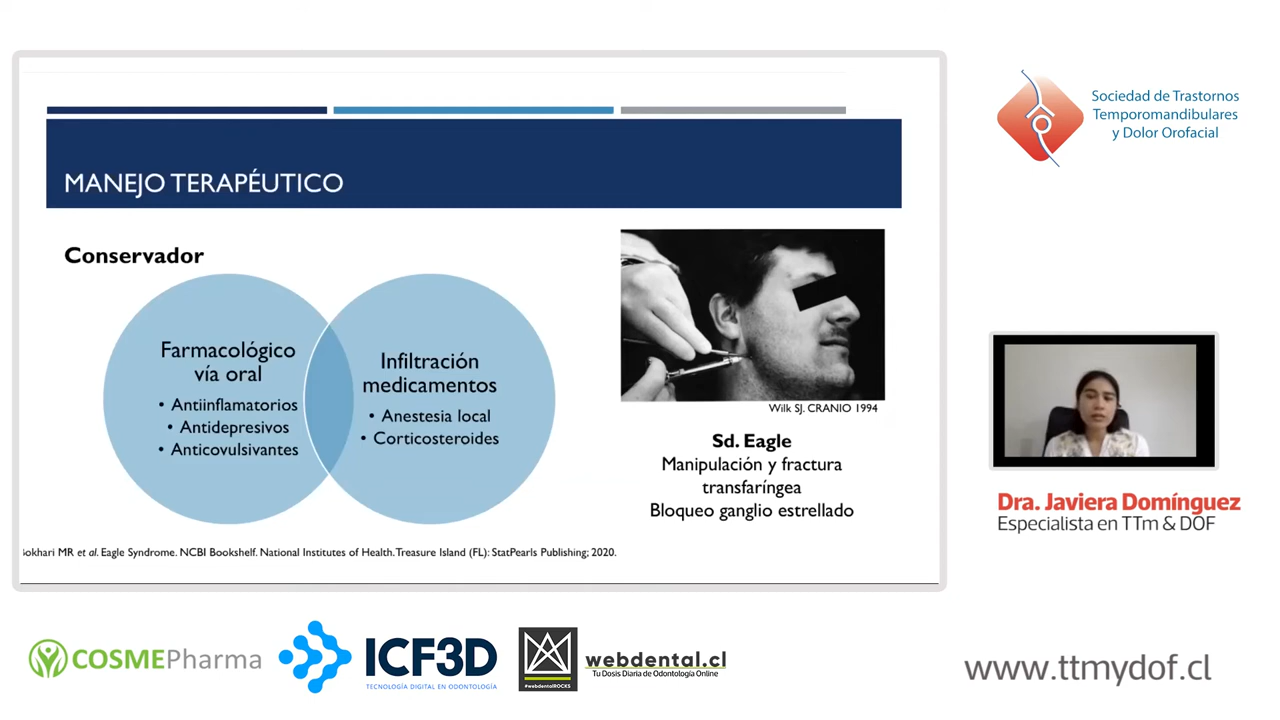 MANEJO TERAPÉUTICO
Conservador
Farmacológico
vía oral
• Antiinflamatorios
• Antidepresivos
• Anticovulsivantes
Infiltración
medicamentos
• Anestesia local
• Corticosteroides
Wilk SJ. CRANIO 1994
Sd. Eagle
Manipulación y fractura
transfaríngea
Bloqueo ganglio estrellado
MR et al. Eagle Syndrome. NCBI Bookshelf. National Institutes of Health. Treasure Island (FL): StatPearls Publishing; 2020.
Sociedad de Trastornos
Temporomandibulares
y Dolor Orofacial
Dra. Javiera Domínguez
Especialista en TTm & DOF
COSMEPharma
ICF3D
TECNOLOGÍA DIGITAL EN ODONTOLOGÍA
#webdentalROCKS
webdental.cl
Tu Dosis Diaria de Odontología Online
www.ttmydof.cl